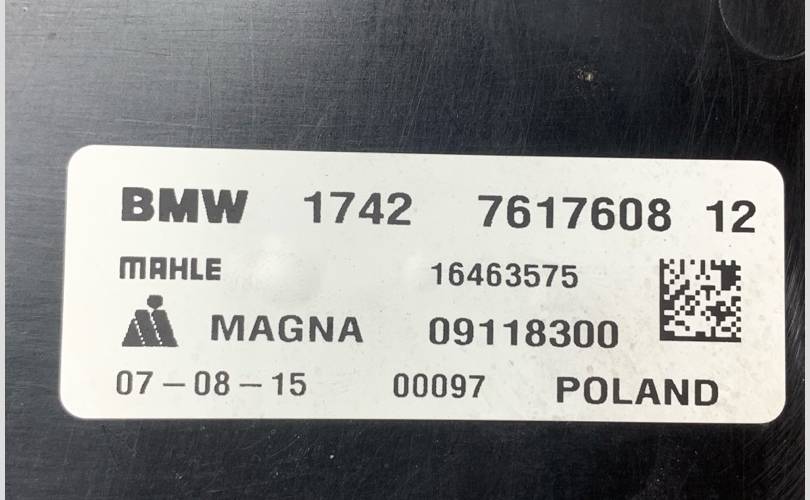 BMW 1742 7617608 12
MAHLE 16463575
MAGNA 09118300
07-08-15 00097 POLAND